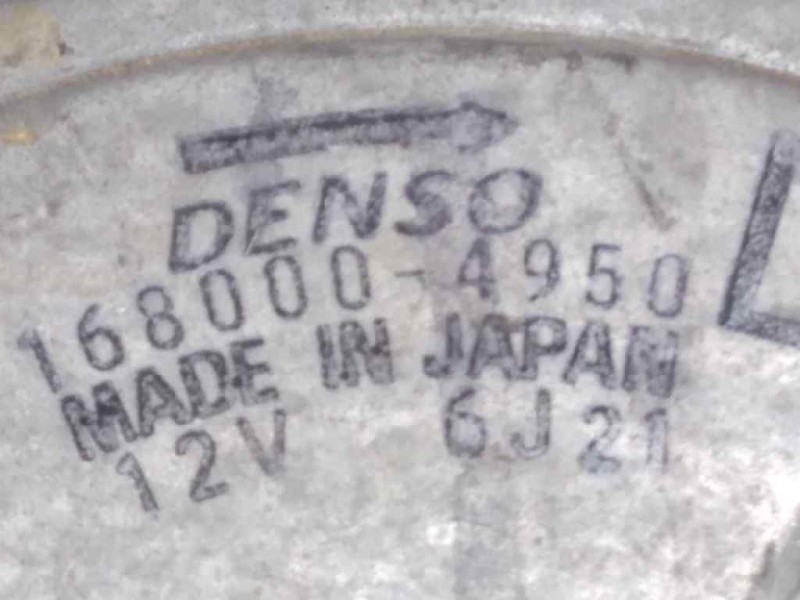 DENSO
168000-4950
MADE IN JAPAN
12V 6J21
L